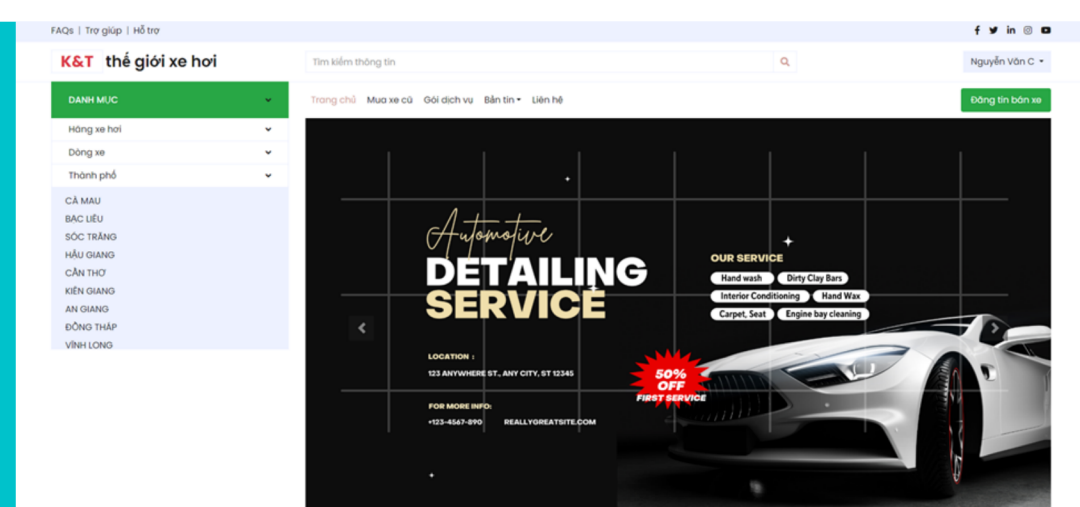 FAQs | Trợ giúp | Hỗ trợ
K&T thế giới xe hơi
Tìm kiếm thông tin
Nguyễn Văn C
DANH MỤC
Trang chủ Mua xe cũ Gói dịch vụ Bản tin Liên hệ
Đăng tin bán xe
Hãng xe hơi
Dòng xe
Thành phố
CÀ MAU
BẠC LIÊU
SÓC TRĂNG
HẬU GIANG
CẦN THƠ
KIÊN GIANG
AN GIANG
ĐỒNG THÁP
VĨNH LONG
Automotive
DETAILING
SERVICE
OUR SERVICE
Hand wash Dirty Clay Bars
Interior Conditioning Hand Wax
Carpet, Seat Engine bay cleaning
LOCATION :
123 ANYWHERE ST., ANY CITY, ST 12345
50%
OFF
FIRST SERVICE
FOR MORE INFO:
+123-4567-890 REALLYGREATSITE.COM